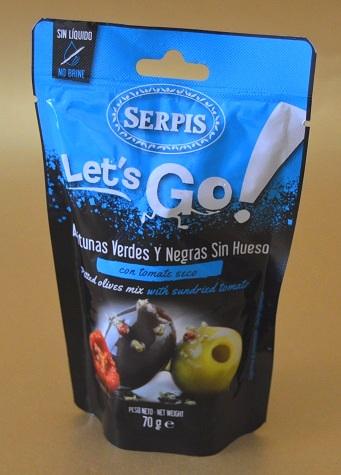 SIN LÍQUIDO
NO BRINE
SERPIS
Let's Go!
Aceitunas Verdes Y Negras Sin Hueso
con tomate seco
Pitted olives mix with sundried tomato
PESO NETO - NET WEIGHT
70 g e